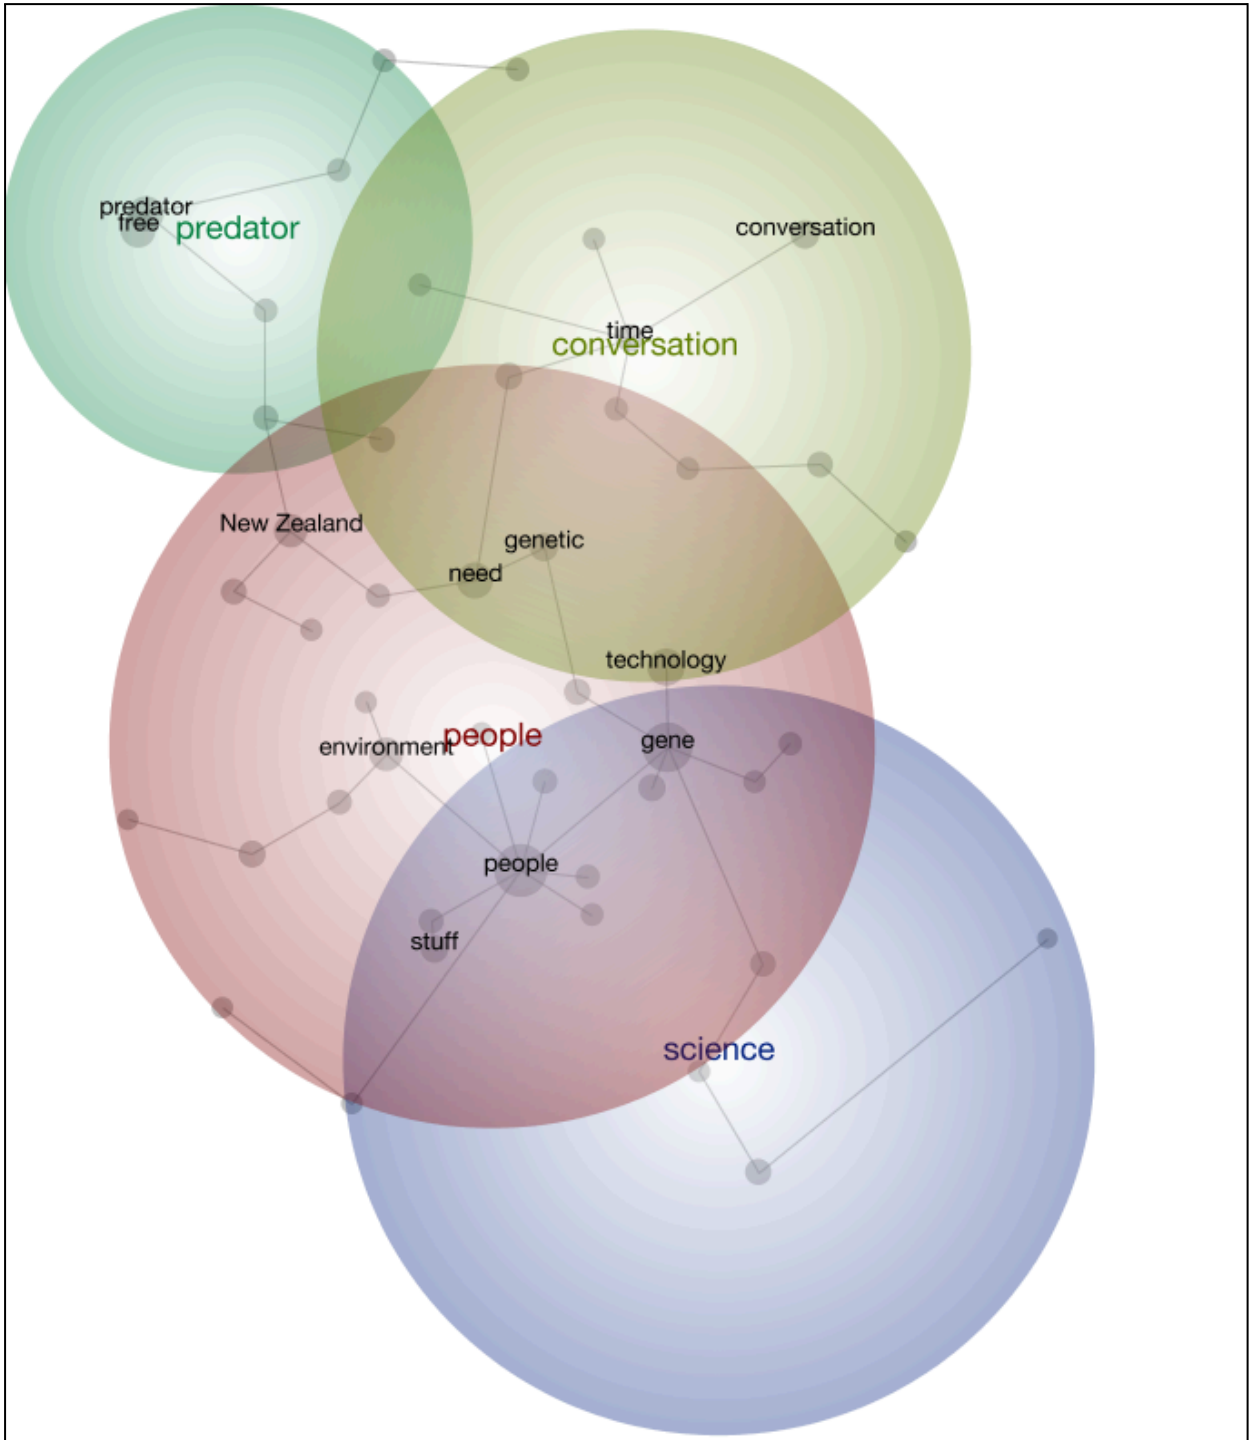 predator
free
predator
conversation
time
conversation
New Zealand
genetic
need
technology
people
gene
environment
people
stuff
science